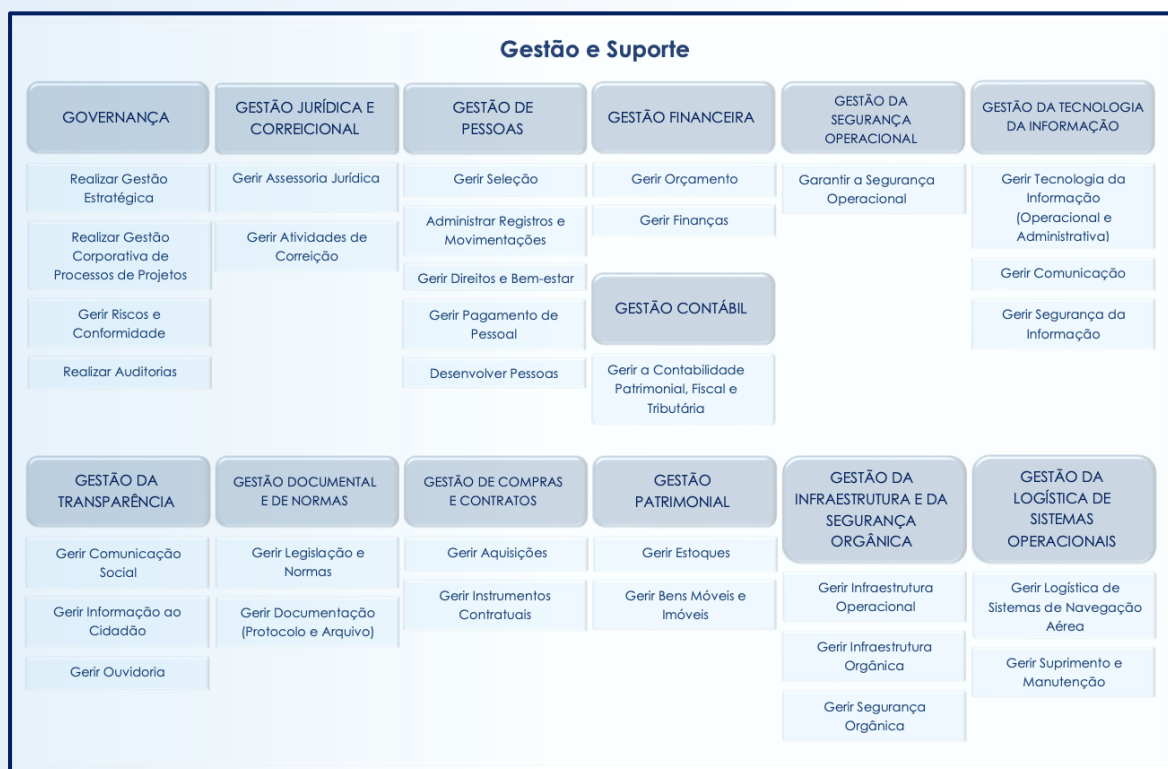 Gestão e Suporte
GOVERNANÇA
Realizar Gestão
Estratégica
Realizar Gestão
Corporativa de
Processos de Projetos
Gerir Riscos e
Conformidade
Realizar Auditorias
GESTÃO JURÍDICA E
CORREICIONAL
Gerir Assessoria Jurídica
Gerir Atividades de
Correição
GESTÃO DE
PESSOAS
Gerir Seleção
Administrar Registros e
Movimentações
Gerir Direitos e Bem-estar
Gerir Pagamento de
Pessoal
Desenvolver Pessoas
GESTÃO FINANCEIRA
Gerir Orçamento
Gerir Finanças
GESTÃO CONTÁBIL
Gerir a Contabilidade
Patrimonial, Fiscal e
Tributária
GESTÃO DA
SEGURANÇA
OPERACIONAL
Garantir a Segurança
Operacional
GESTÃO DA TECNOLOGIA
DA INFORMAÇÃO
Gerir Tecnologia da
Informação
(Operacional e
Administrativa)
Gerir Comunicação
Gerir Segurança da
Informação
GESTÃO DA
TRANSPARÊNCIA
Gerir Comunicação
Social
Gerir Informação ao
Cidadão
Gerir Ouvidoria
GESTÃO DOCUMENTAL
E DE NORMAS
Gerir Legislação e
Normas
Gerir Documentação
(Protocolo e Arquivo)
GESTÃO DE COMPRAS
E CONTRATOS
Gerir Aquisições
Gerir Instrumentos
Contratuais
GESTÃO
PATRIMONIAL
Gerir Estoques
Gerir Bens Móveis e
Imóveis
GESTÃO DA
INFRAESTRUTURA E DA
SEGURANÇA
ORGÂNICA
Gerir Infraestrutura
Operacional
Gerir Infraestrutura
Orgânica
Gerir Segurança
Orgânica
GESTÃO DA
LOGÍSTICA DE
SISTEMAS
OPERACIONAIS
Gerir Logística de
Sistemas de Navegação
Aérea
Gerir Suprimento e
Manutenção